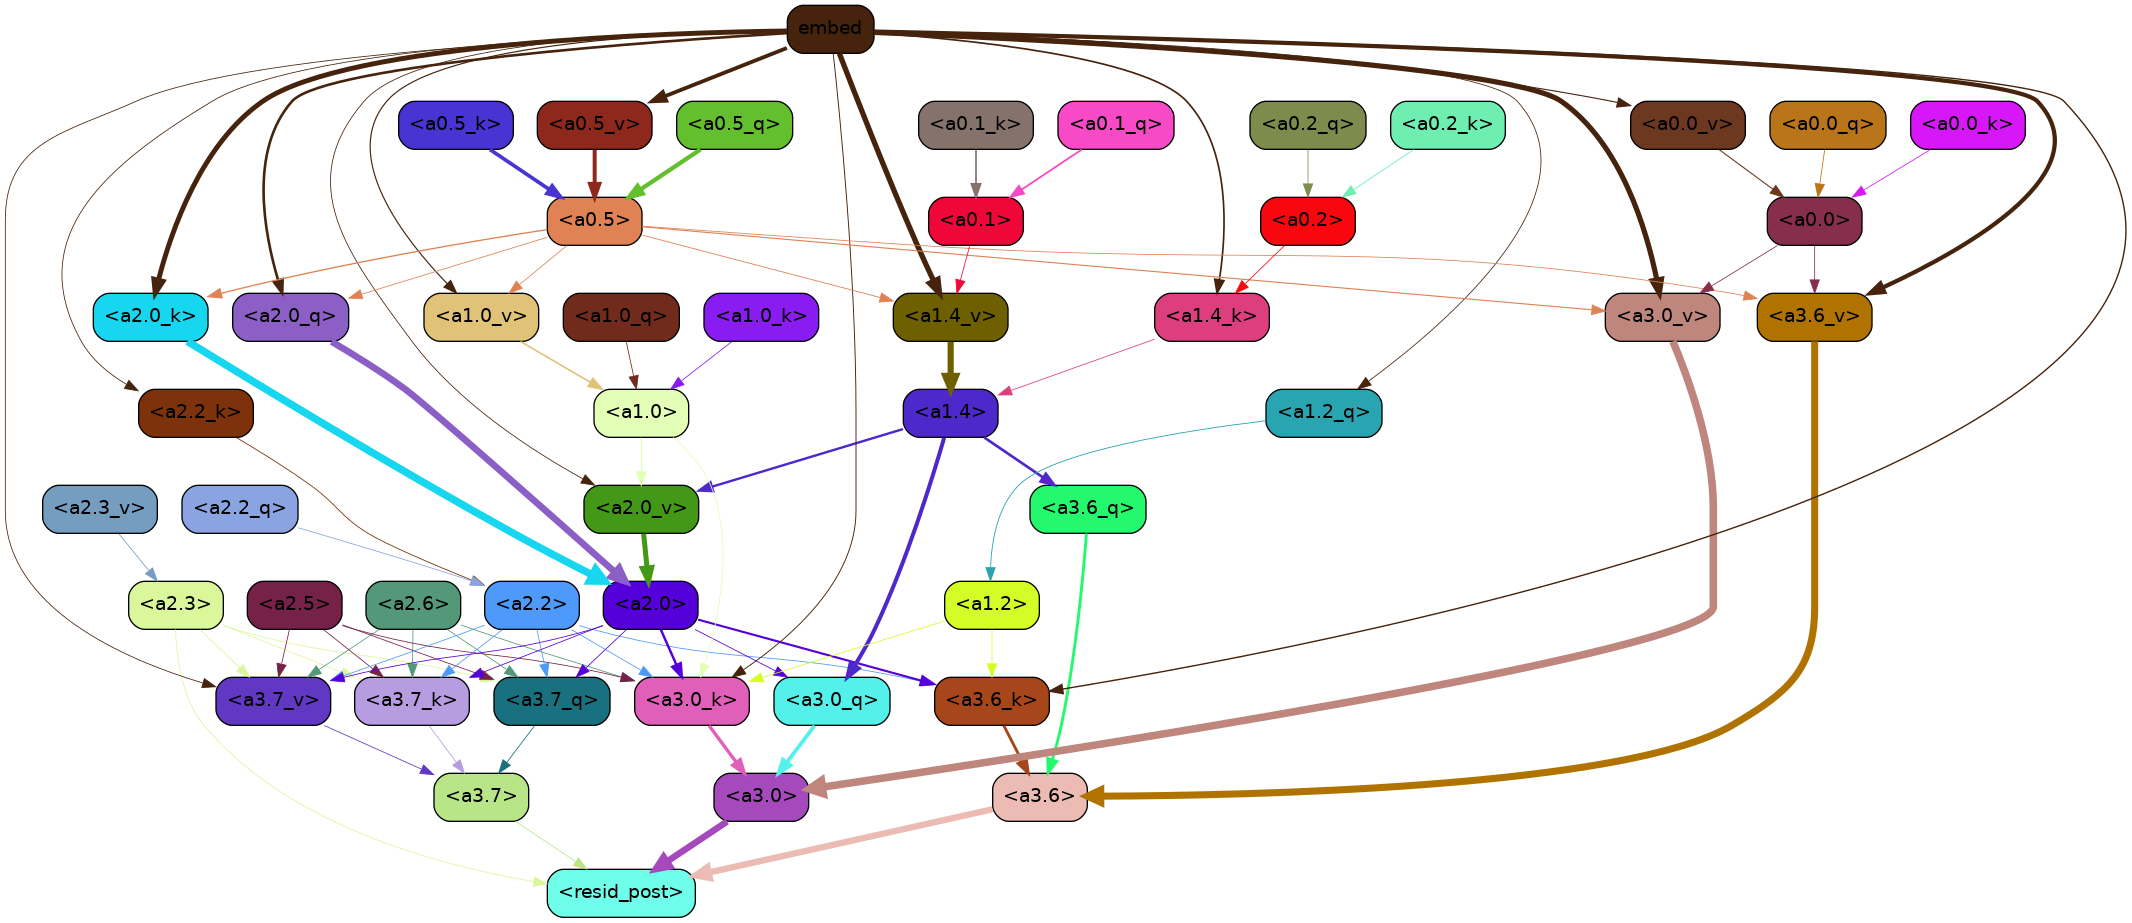 embed
<a0.5_k>
<a0.5_v>
<a0.5_q>
<a0.1_k>
<a0.1_q>
<a0.2_q>
<a0.2_k>
<a0.0_v>
<a0.0_q>
<a0.0_k>
<a0.5>
<a0.1>
<a0.2>
<a0.0>
<a2.0_k>
<a2.0_q>
<a1.0_v>
<a1.0_q>
<a1.0_k>
<a1.4_v>
<a1.4_k>
<a3.0_v>
<a3.6_v>
<a2.2_k>
<a1.0>
<a1.4>
<a1.2_q>
<a2.3_v>
<a2.2_q>
<a2.0_v>
<a3.6_q>
<a2.3>
<a2.5>
<a2.6>
<a2.2>
<a2.0>
<a1.2>
<a3.7_v>
<a3.7_k>
<a3.7_q>
<a3.0_k>
<a3.0_q>
<a3.6_k>
<a3.7>
<a3.0>
<a3.6>
<resid_post>